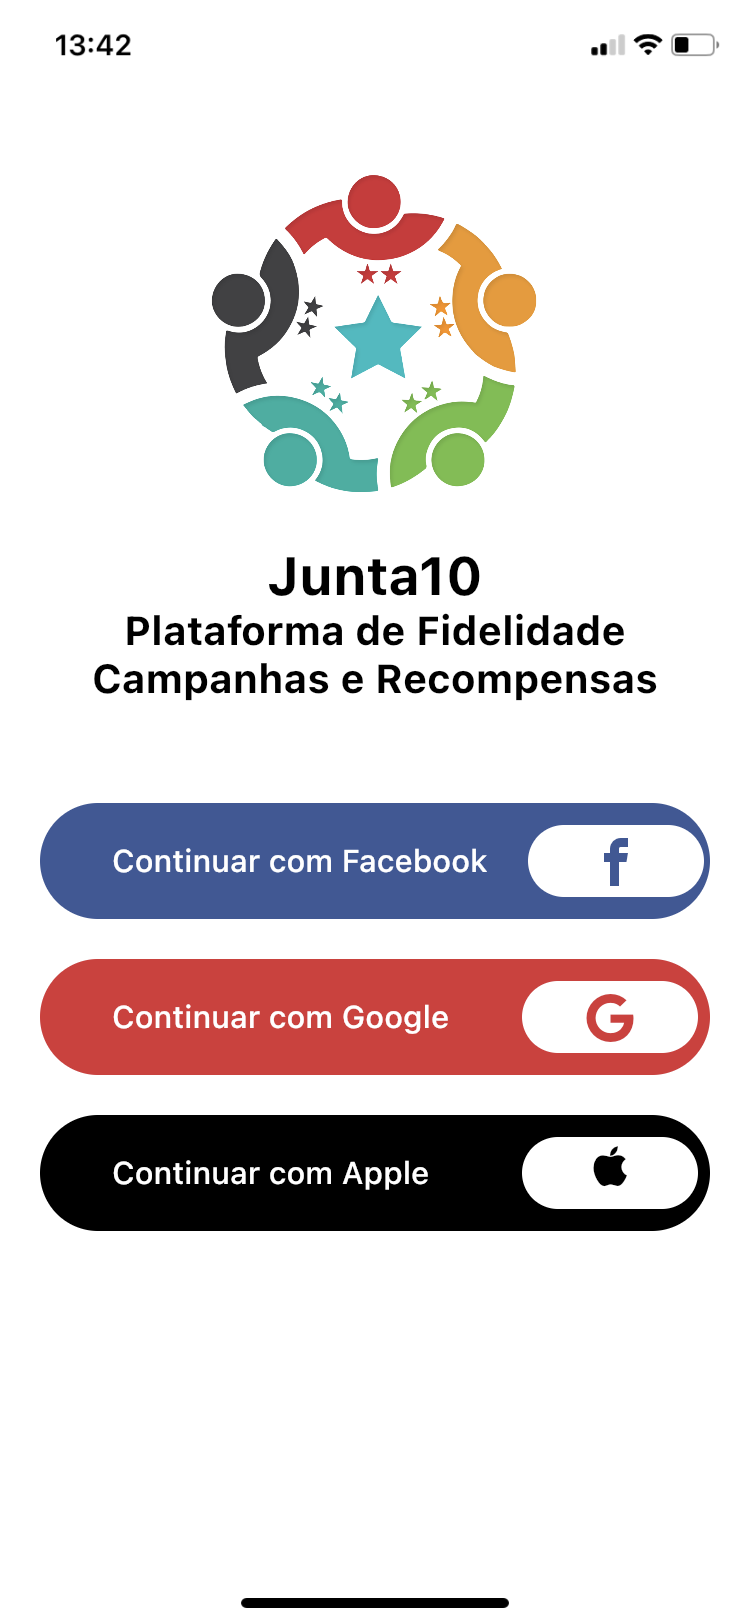 13:42
Junta10
Plataforma de Fidelidade
Campanhas e Recompensas
Continuar com Facebook
Continuar com Google
Continuar com Apple